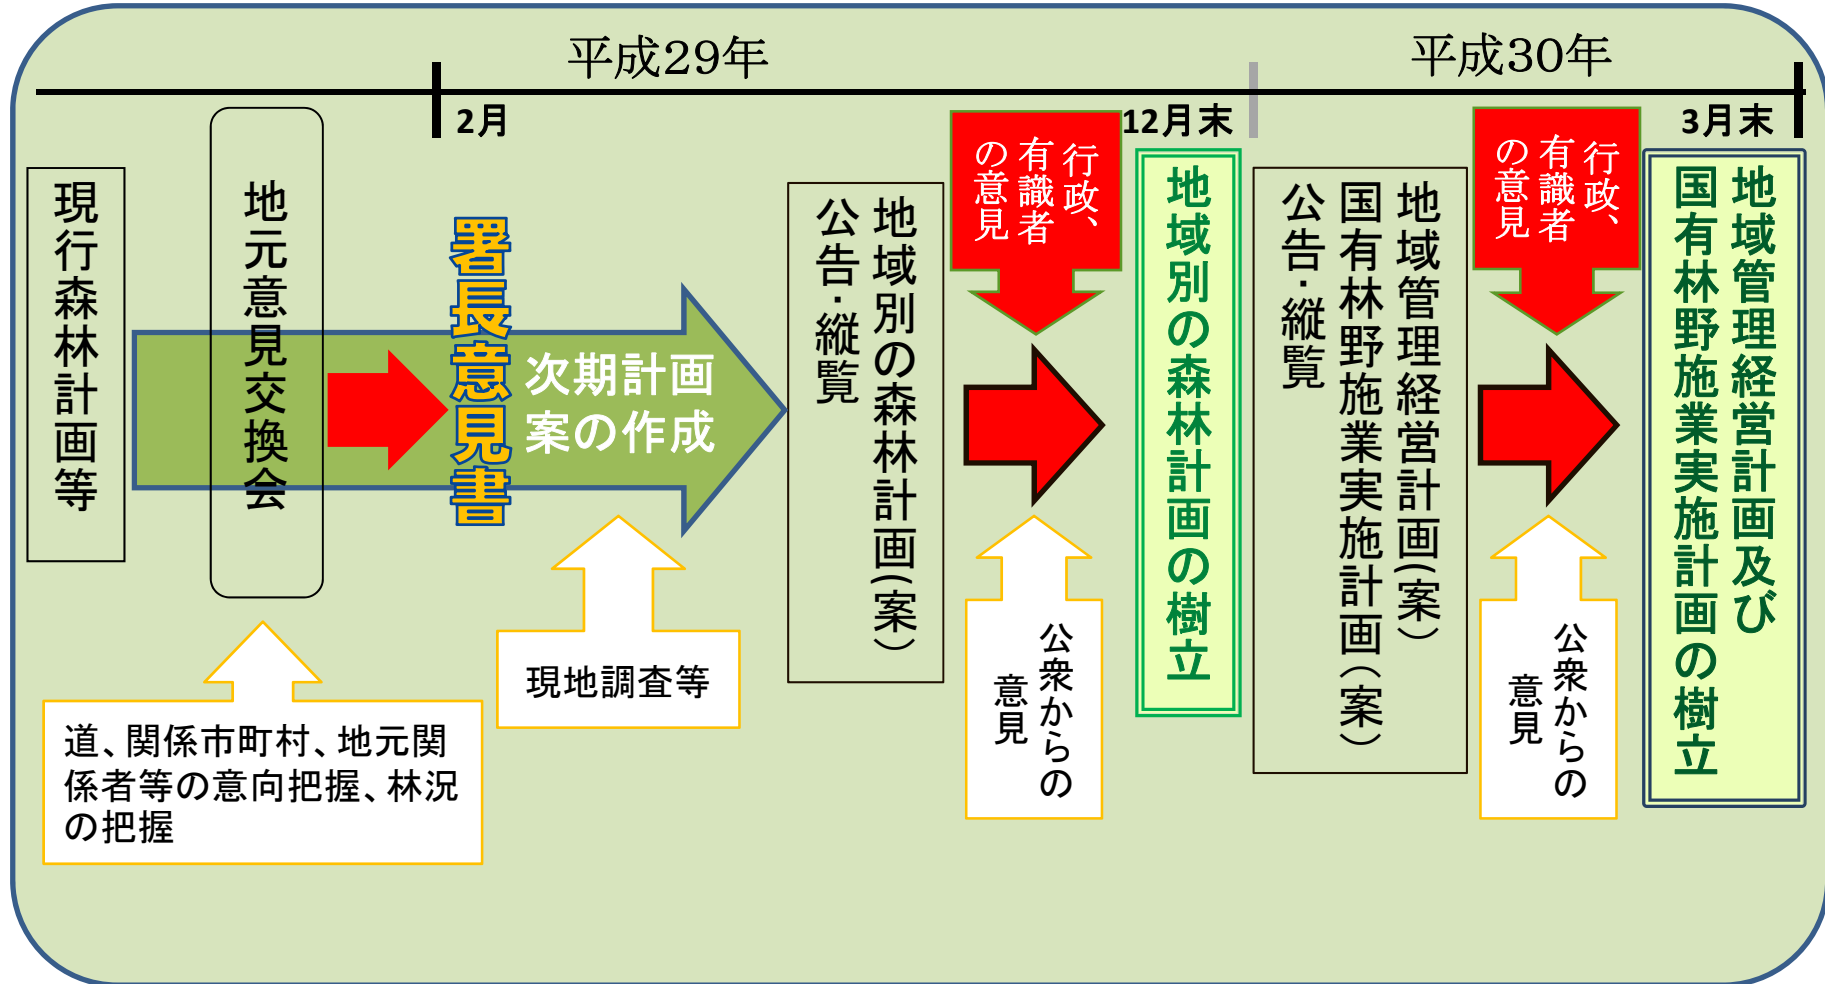 平成29年
平成30年
2月
12月末
3月末
現行森林計画等
地元意見交換会
署長意見書
次期計画
案の作成
地域別の森林計画(案)
公告・縦覧
行政、
有識者
の意見
地域別の森林計画の樹立
地域管理経営計画(案)
国有林野施業実施計画(案)
公告・縦覧
行政、
有識者
の意見
地域管理経営計画及び
国有林野施業実施計画の樹立
道、関係市町村、地元関
係者等の意向把握、林況
の把握
現地調査等
公衆からの
意見
公衆からの
意見